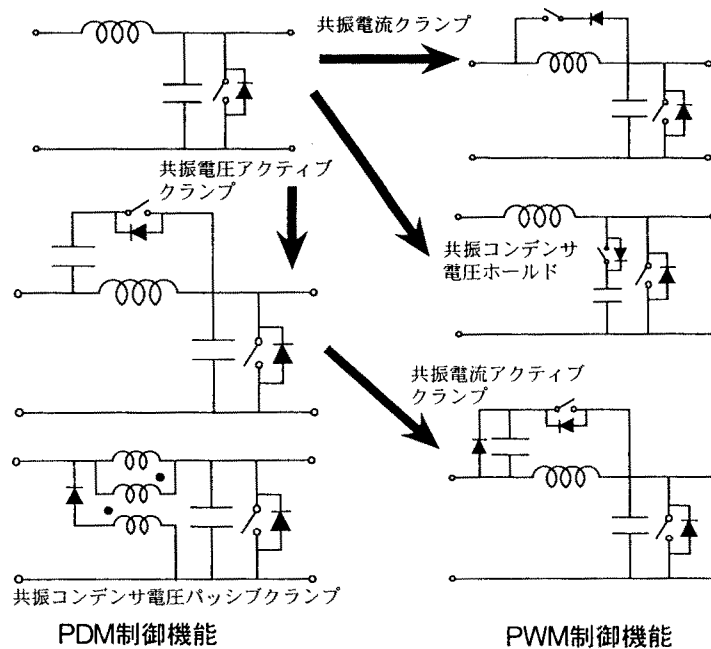 共振電流クランプ
共振電圧アクティブ
クランプ
共振コンデンサ
電圧ホールド
共振電流アクティブ
クランプ
共振コンデンサ電圧パッシブクランプ
PDM制御機能
PWM制御機能